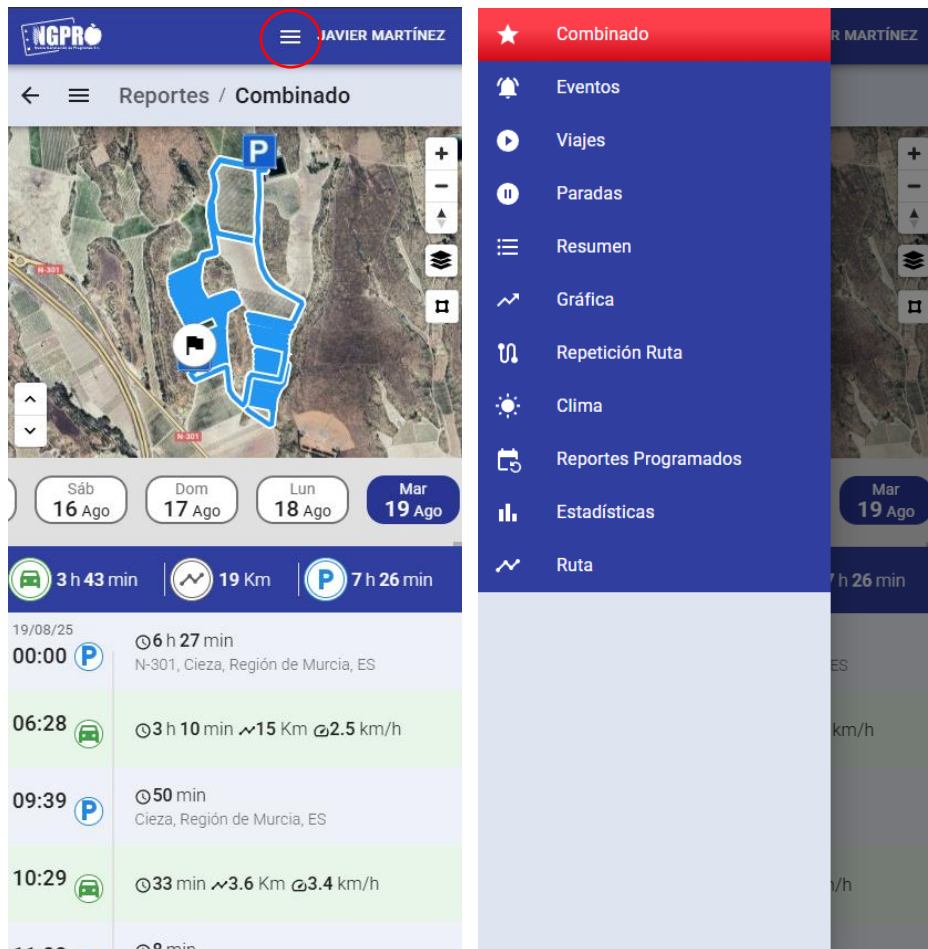 NGPRO
JAVIER MARTÍNEZ
Reportes / Combinado
P
N-301
N-301
Sáb
16 Ago
Dom
17 Ago
Lun
18 Ago
Mar
19 Ago
3 h 43 min
19 Km
P 7 h 26 min
19/08/25
00:00 P
6 h 27 min
N-301, Cieza, Región de Murcia, ES
06:28
3 h 10 min 15 Km 2.5 km/h
09:39 P
50 min
Cieza, Región de Murcia, ES
10:29
33 min 3.6 Km 3.4 km/h
8 min
Combinado
Eventos
Viajes
Paradas
Resumen
Gráfica
Repetición Ruta
Clima
Reportes Programados
Estadísticas
Ruta
R MARTÍNEZ
Mar
19 Ago
h 26 min
ES
km/h
/h